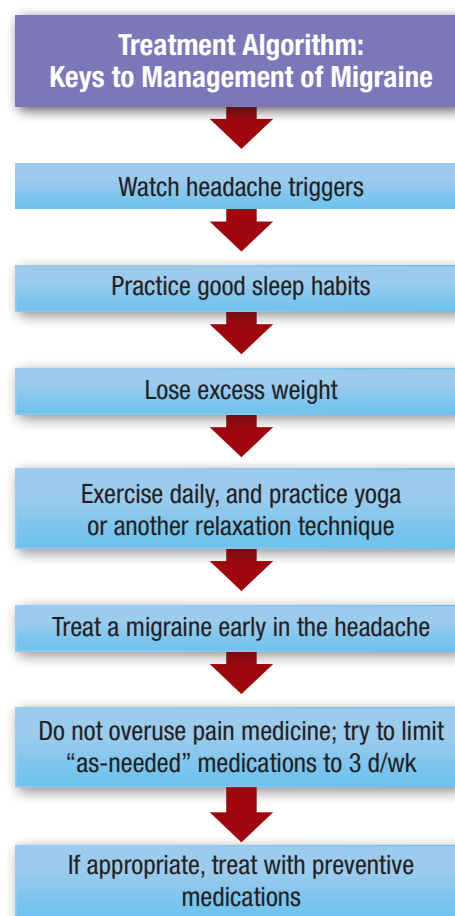 Treatment Algorithm:
Keys to Management of Migraine
Watch headache triggers
Practice good sleep habits
Lose excess weight
Exercise daily, and practice yoga
or another relaxation technique
Treat a migraine early in the headache
Do not overuse pain medicine; try to limit
“as-needed” medications to 3 d/wk
If appropriate, treat with preventive
medications